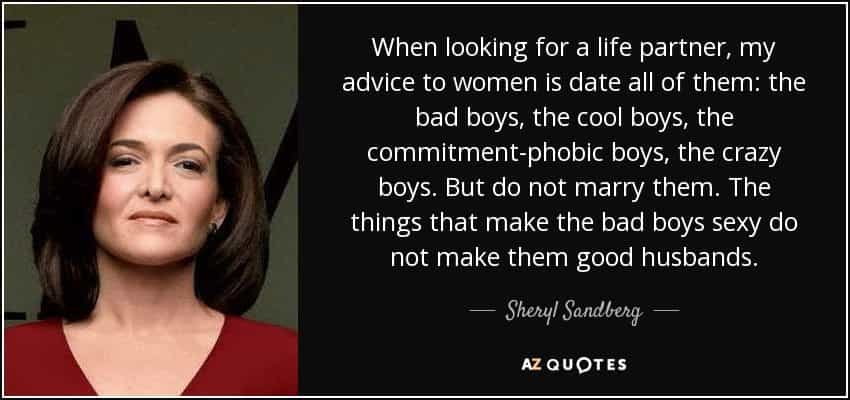 When looking for a life partner, my
advice to women is date all of them: the
bad boys, the cool boys, the
commitment-phobic boys, the crazy
boys. But do not marry them. The
things that make the bad boys sexy do
not make them good husbands.
Sheryl Sandberg
AZ QUOTES